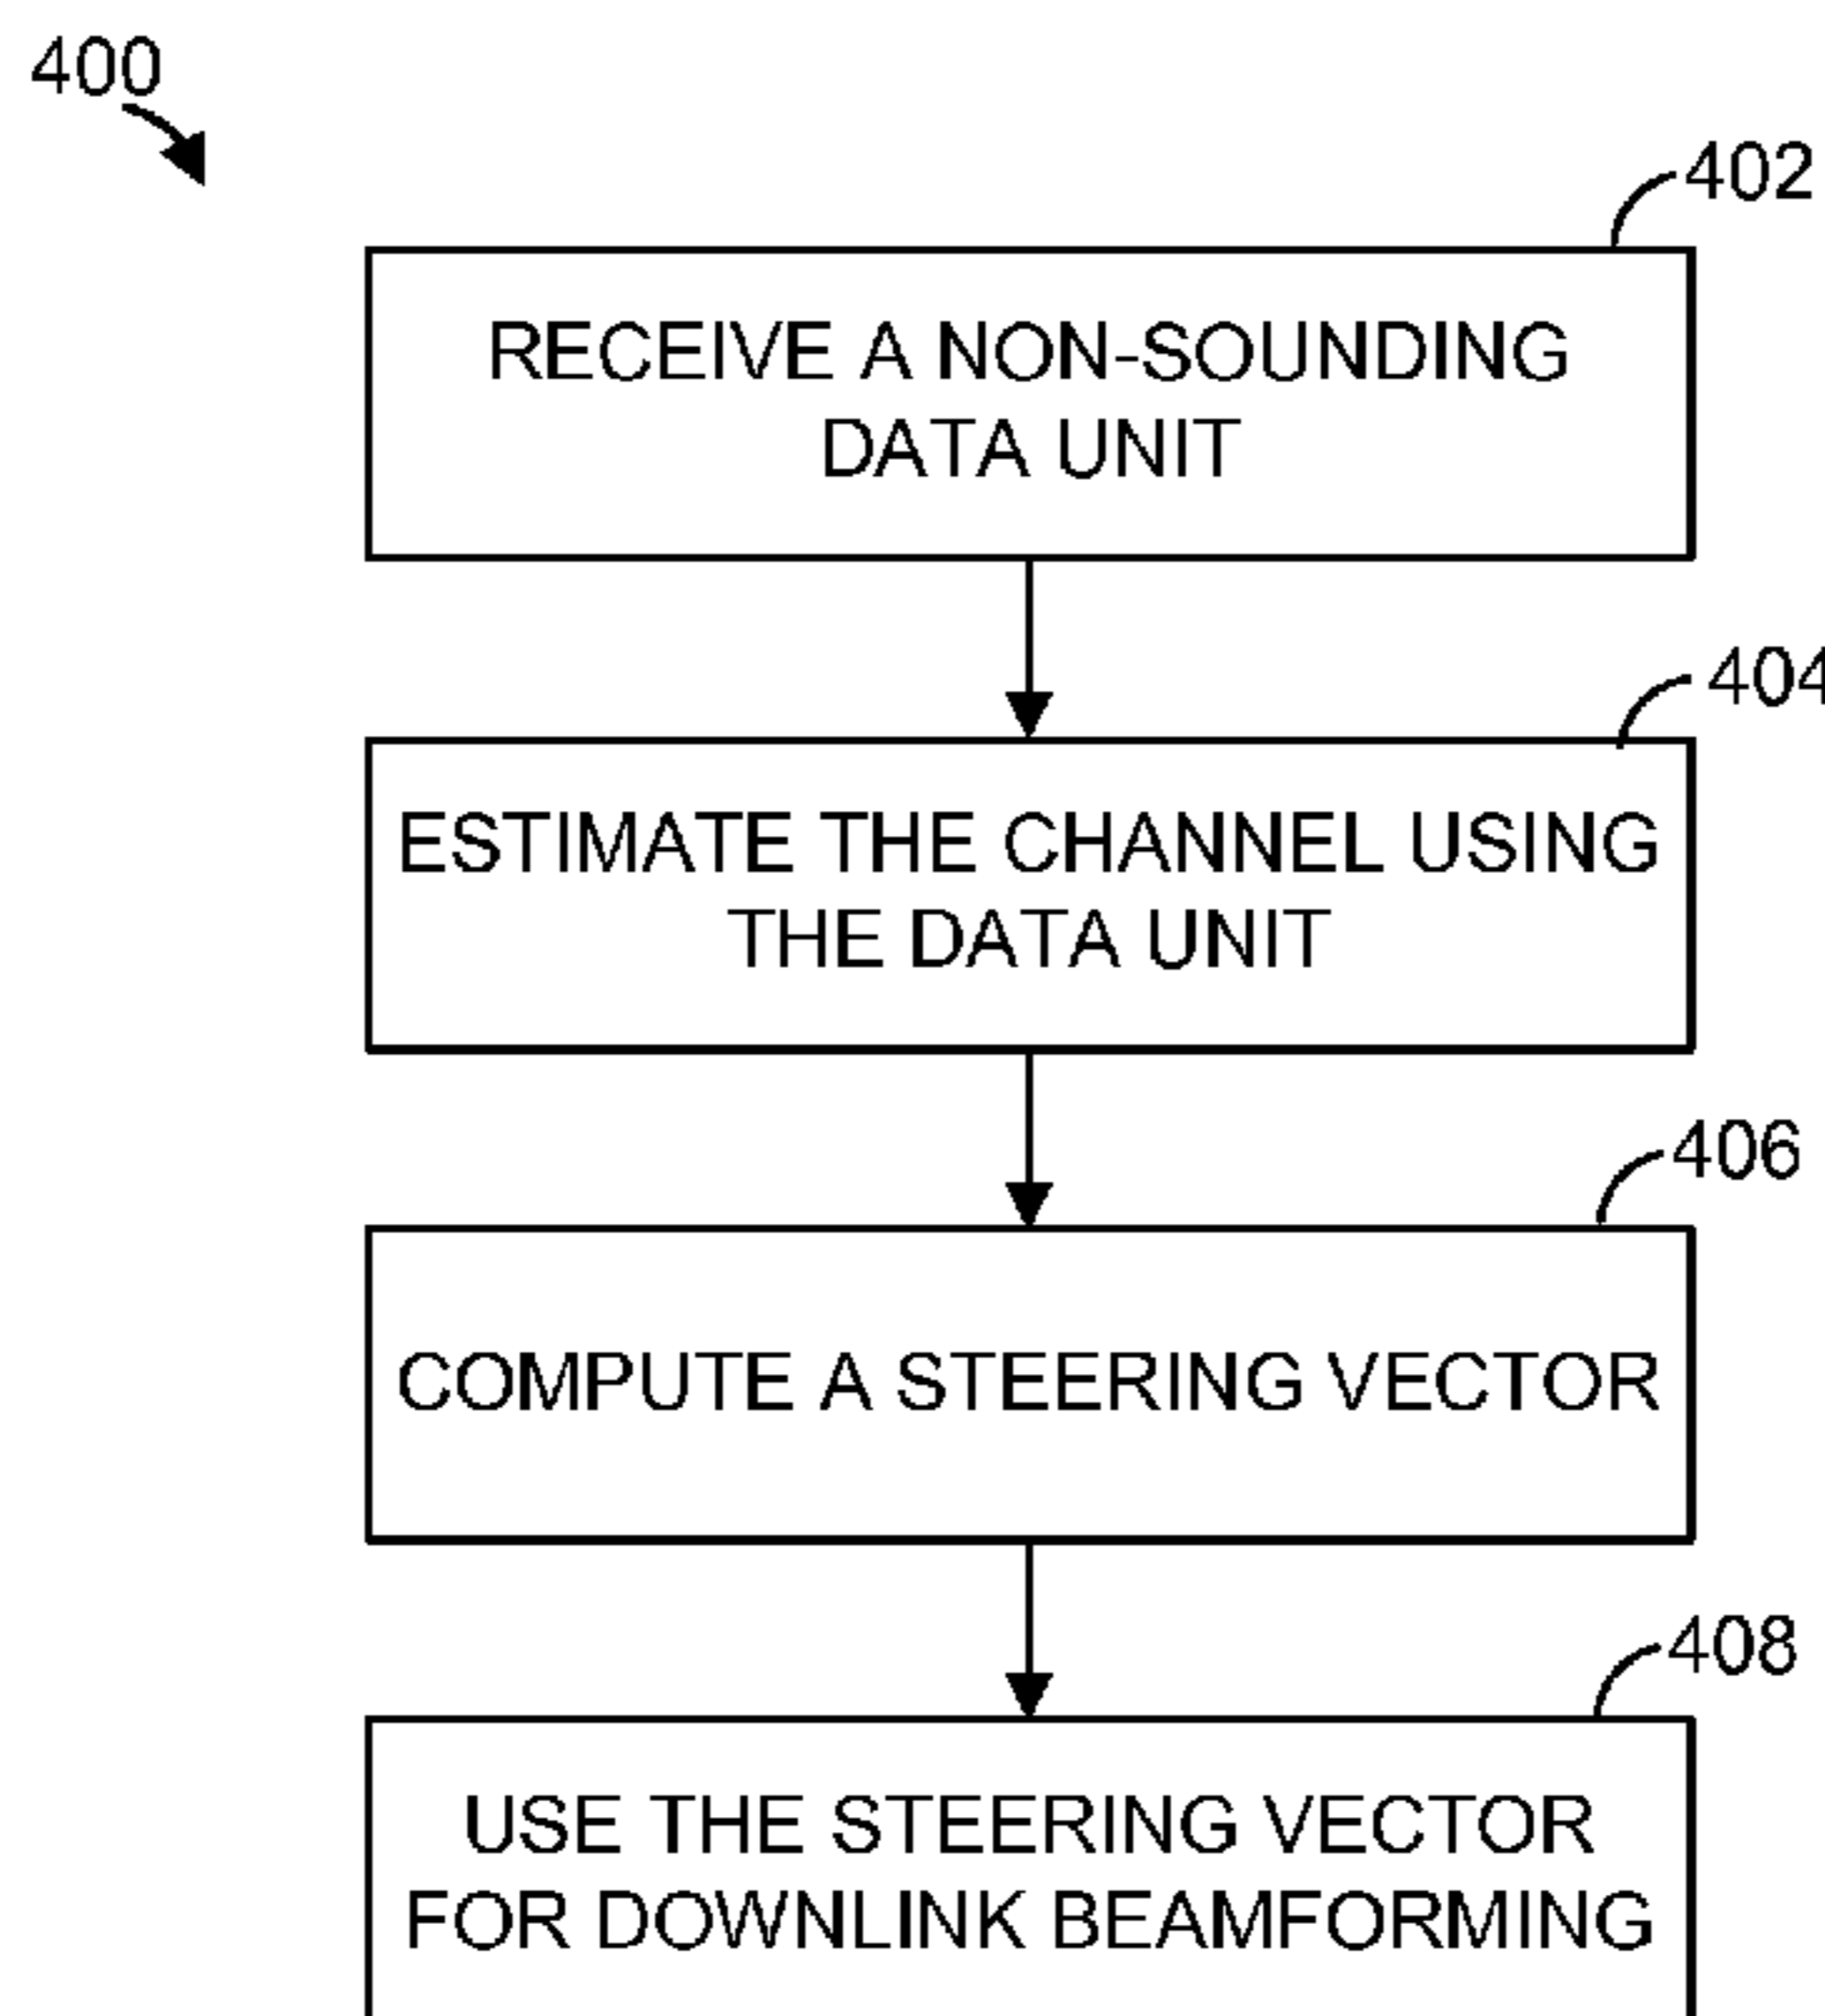 400
402
RECEIVE A NON-SOUNDING
DATA UNIT
404
ESTIMATE THE CHANNEL USING
THE DATA UNIT
406
COMPUTE A STEERING VECTOR
408
USE THE STEERING VECTOR
FOR DOWNLINK BEAMFORMING